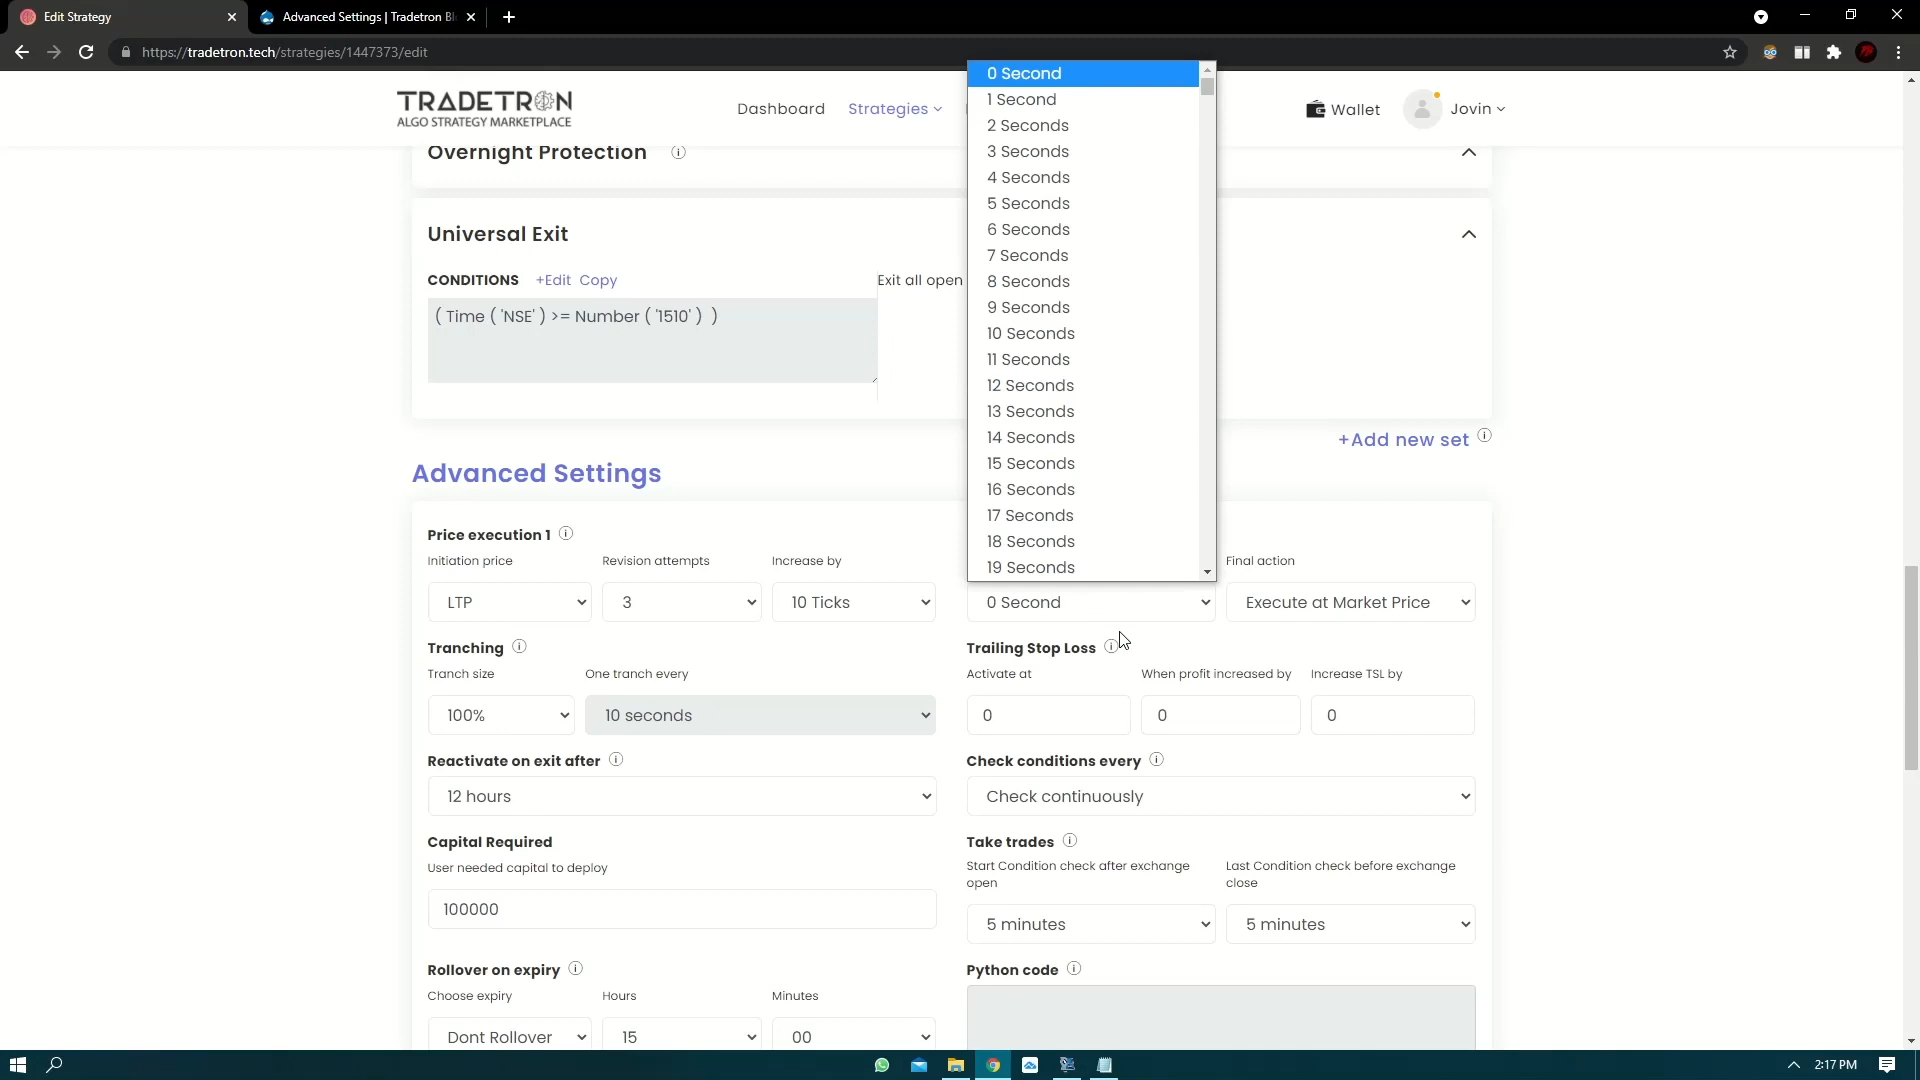 Edit Strategy
Advanced Settings | Tradetron Bl
https://tradetron.tech/strategies/1447373/edit
TRADETRON
ALGO STRATEGY MARKETPLACE
Dashboard
Strategies
Wallet
Jovin
Overnight Protection
Universal Exit
CONDITIONS +Edit Copy
Exit all open
( Time ( 'NSE' ) >= Number ( '1510' ) )
0 Second
1 Second
2 Seconds
3 Seconds
4 Seconds
5 Seconds
6 Seconds
7 Seconds
8 Seconds
9 Seconds
10 Seconds
11 Seconds
12 Seconds
13 Seconds
14 Seconds
15 Seconds
16 Seconds
17 Seconds
18 Seconds
19 Seconds
+Add new set
Advanced Settings
Price execution 1
Initiation price Revision attempts Increase by Final action
LTP 3 10 Ticks 0 Second Execute at Market Price
Tranching Trailing Stop Loss
Tranch size One tranch every Activate at When profit increased by Increase TSL by
100% 10 seconds 0 0 0
Reactivate on exit after Check conditions every
12 hours Check continuously
Capital Required Take trades
User needed capital to deploy
Start Condition check after exchange open
Last Condition check before exchange close
100000 5 minutes 5 minutes
Rollover on expiry Python code
Choose expiry Hours Minutes
Dont Rollover 15 00
2:17 PM